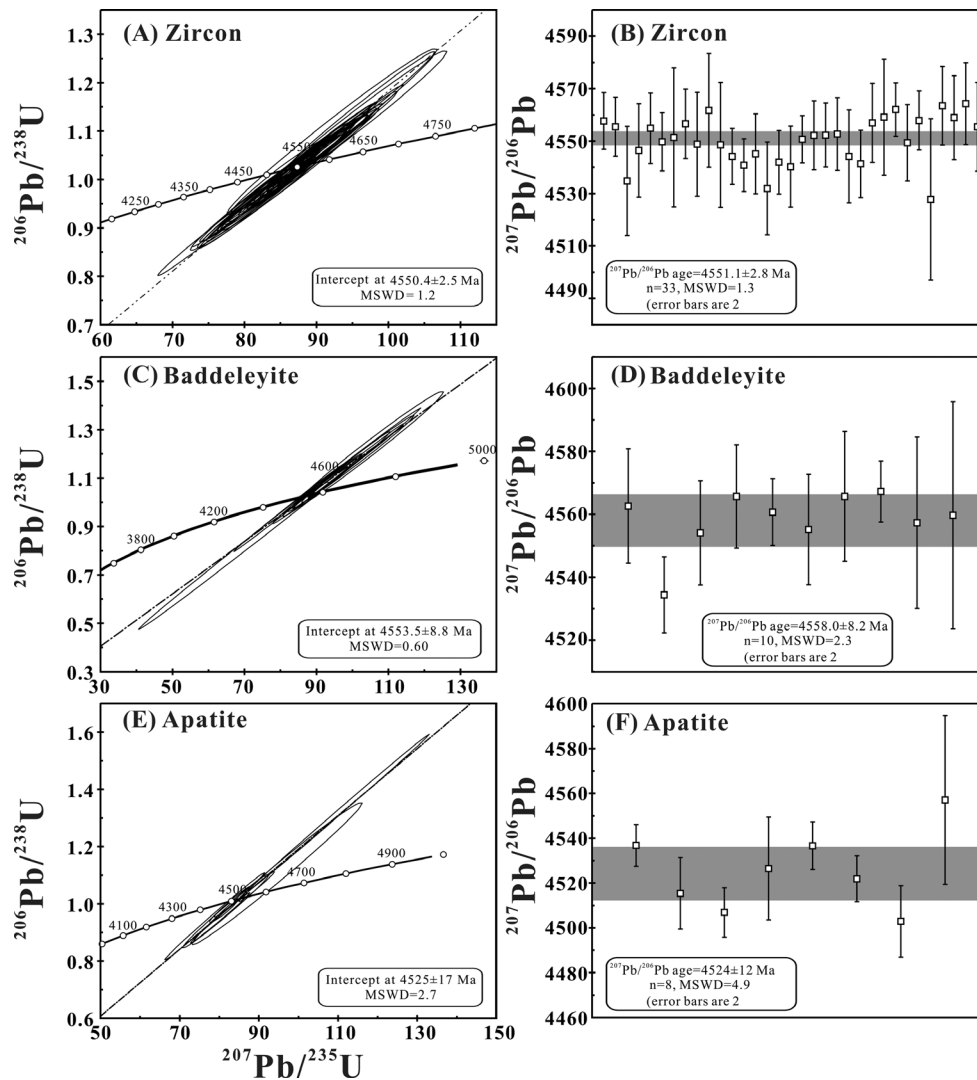 (A) Zircon
1.3
1.2
1.1
1.0
0.9
0.8
0.7
206Pb/238U
4250
4350
4450
4550
4650
4750
Intercept at 4550.4±2.5 Ma
MSWD= 1.2
60
70
80
90
100
110
(B) Zircon
4590
4570
4550
4530
4510
4490
207Pb/206Pb
207Pb/206Pb age=4551.1±2.8 Ma
n=33, MSWD=1.3
(error bars are 2
(C) Baddeleyite
1.5
1.3
1.1
0.9
0.7
0.5
0.3
206Pb/238U
3800
4200
4600
5000
Intercept at 4553.5±8.8 Ma
MSWD=0.60
30
50
70
90
110
130
(D) Baddeleyite
4600
4580
4560
4540
4520
207Pb/206Pb
207Pb/206Pb age=4558.0±8.2 Ma
n=10, MSWD=2.3
(error bars are 2
(E) Apatite
1.6
1.4
1.2
1.0
0.8
0.6
206Pb/238U
4100
4300
4500
4700
4900
Intercept at 4525±17 Ma
MSWD=2.7
50
70
90
110
130
150
207Pb/235U
(F) Apatite
4600
4580
4560
4540
4520
4500
4480
4460
207Pb/206Pb
207Pb/206Pb age=4524±12 Ma
n=8, MSWD=4.9
(error bars are 2